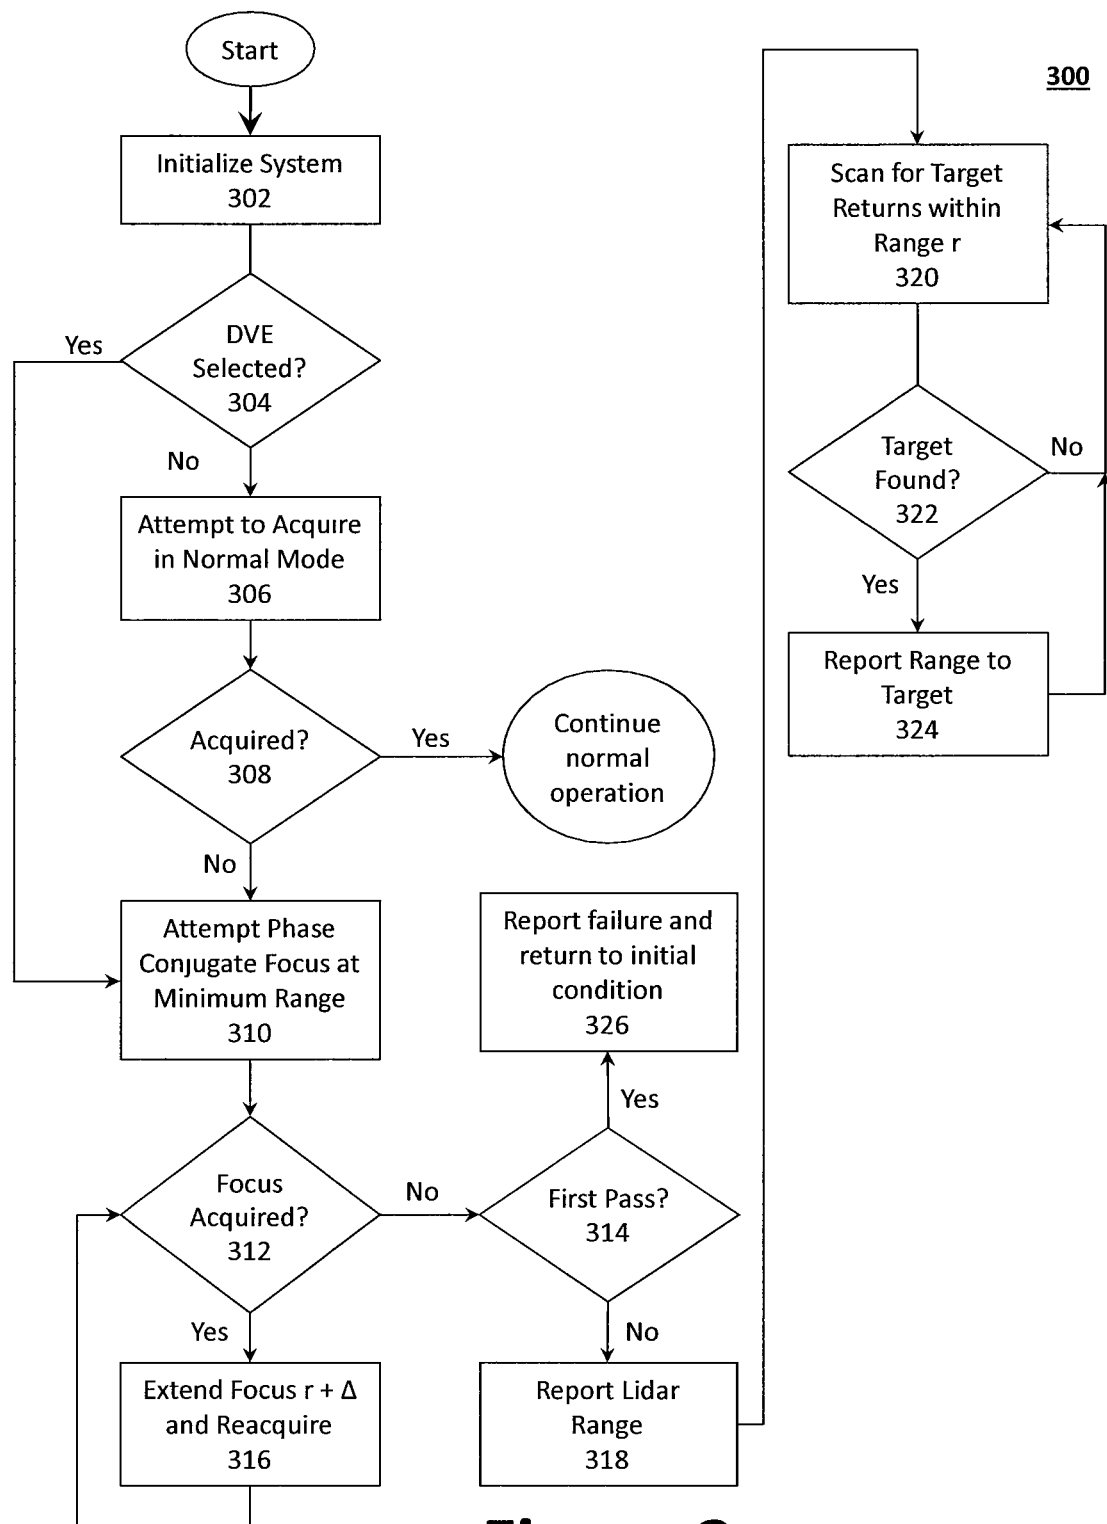 Start
300
Initialize System
302
DVE
Selected?
304
Yes
No
Attempt to Acquire
in Normal Mode
306
Acquired?
308
Yes
Continue
normal
operation
No
Attempt Phase
Conjugate Focus at
Minimum Range
310
Focus
Acquired?
312
No
First Pass?
314
Yes
Report failure and
return to initial
condition
326
Yes
Extend Focus r + Δ
and Reacquire
316
No
Report Lidar
Range
318
Scan for Target
Returns within
Range r
320
Target
Found?
322
No
Yes
Report Range to
Target
324